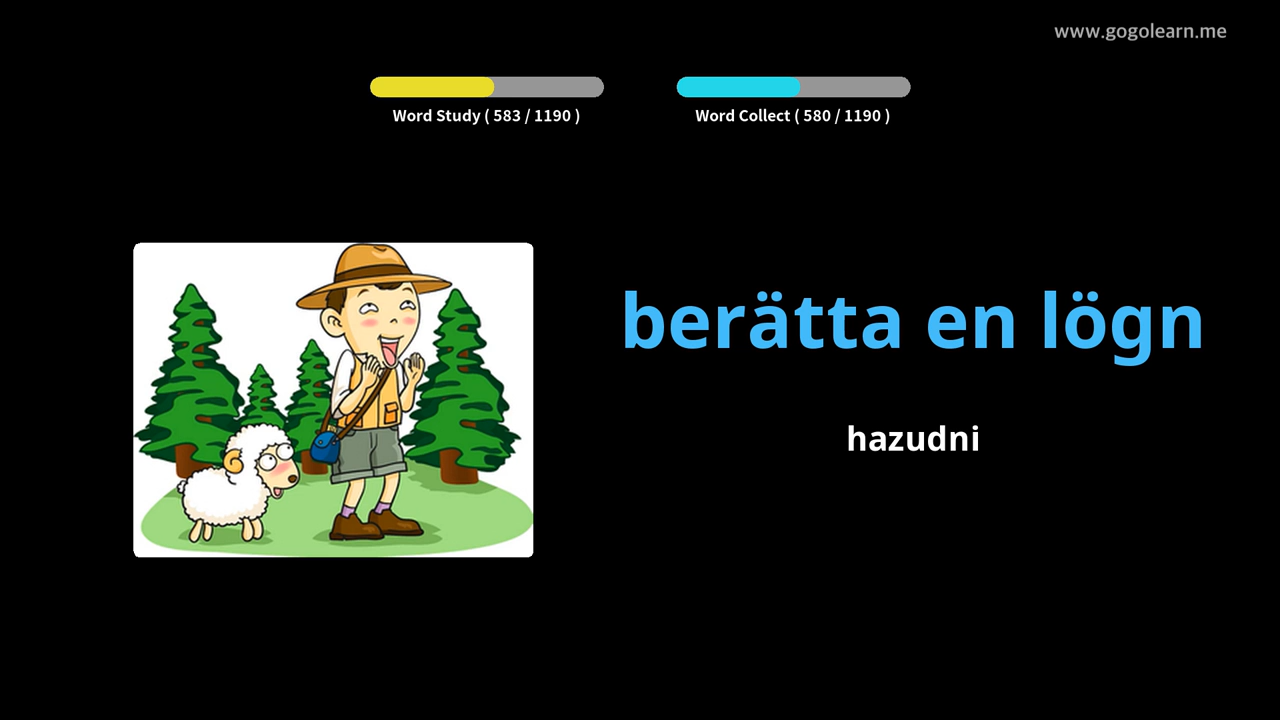 www.gogolearn.me
Word Study ( 583 / 1190 )
Word Collect ( 580 / 1190 )
berätta en lögn
hazudni